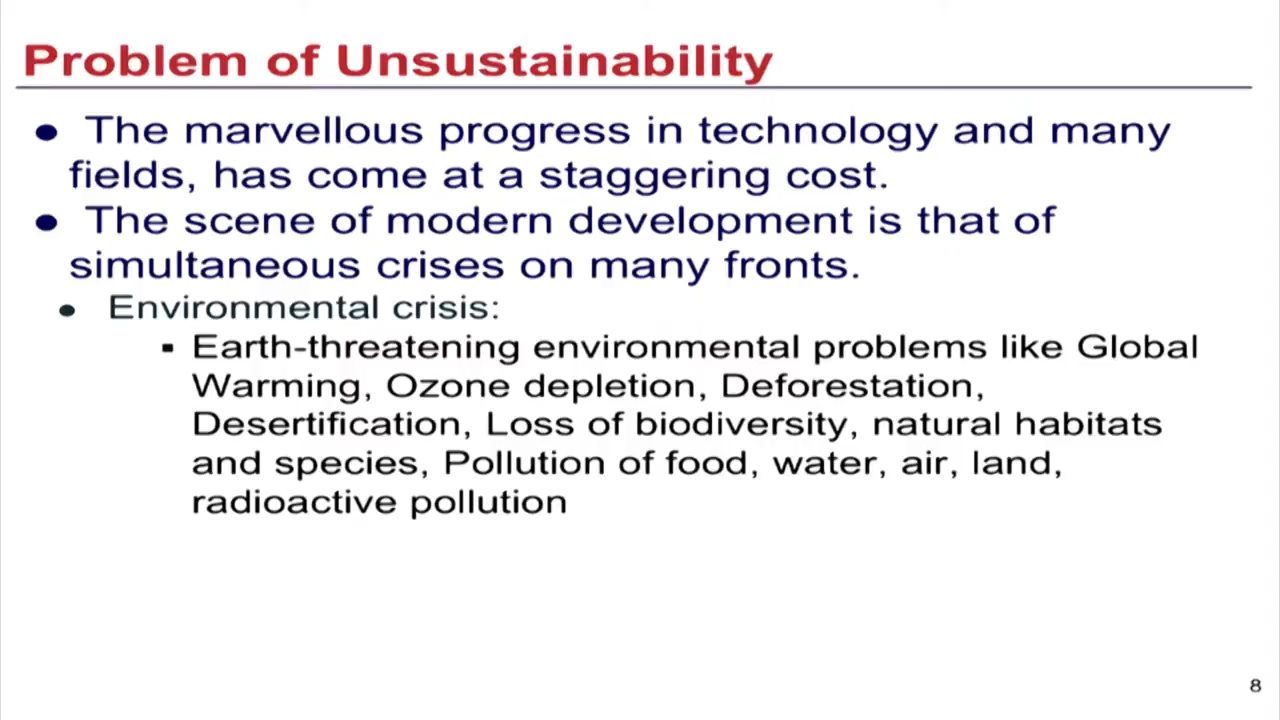 Problem of Unsustainability
● The marvellous progress in technology and many
fields, has come at a staggering cost.
● The scene of modern development is that of
simultaneous crises on many fronts.
● Environmental crisis:
▪ Earth-threatening environmental problems like Global
Warming, Ozone depletion, Deforestation,
Desertification, Loss of biodiversity, natural habitats
and species, Pollution of food, water, air, land,
radioactive pollution
8